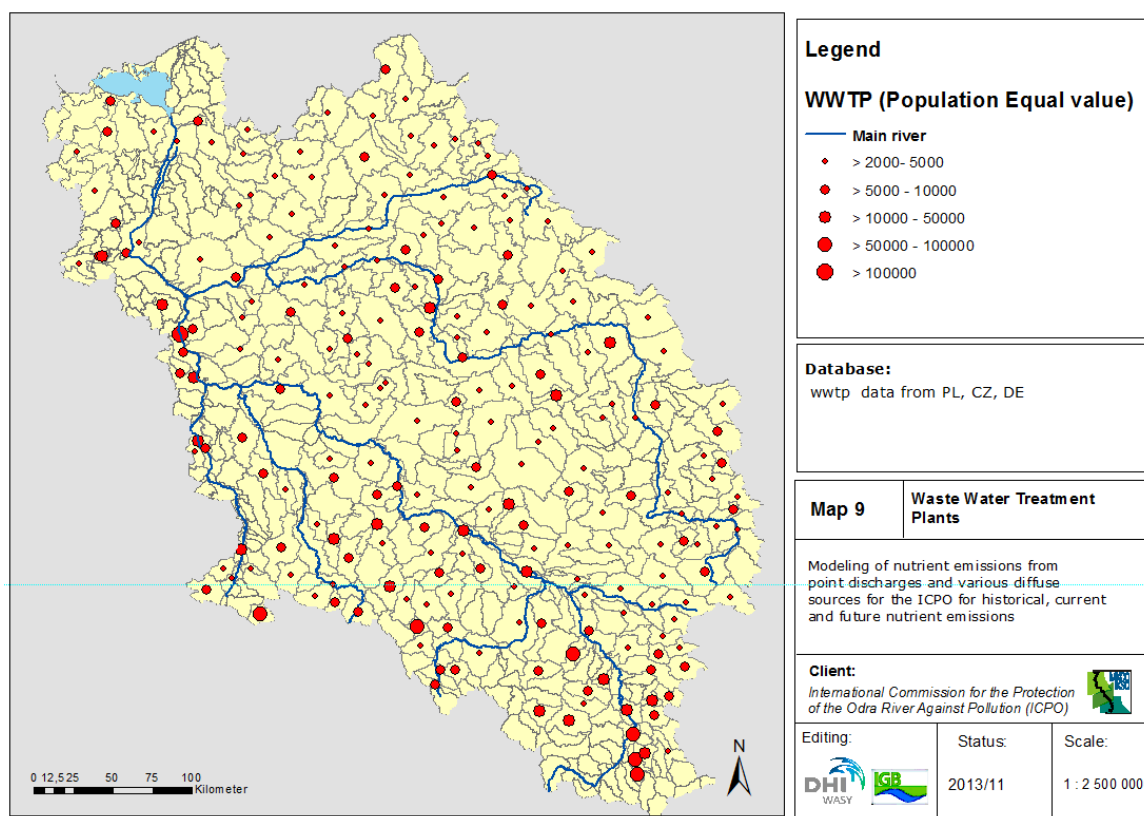 Legend
WWTP (Population Equal value)
Main river
> 2000- 5000
> 5000 - 10000
> 10000 - 50000
> 50000 - 100000
> 100000
Database:
wwtp data from PL, CZ, DE
Map 9
Waste Water Treatment
Plants
Modeling of nutrient emissions from
point discharges and various diffuse
sources for the ICPO for historical, current
and future nutrient emissions
Client:
International Commission for the Protection
of the Odra River Against Pollution (ICPO)
Editing:
DHI
WASY
IGB
Status:
2013/11
Scale:
1 : 2 500 000
N
0 12,5 25 50 75 100
Kilometer